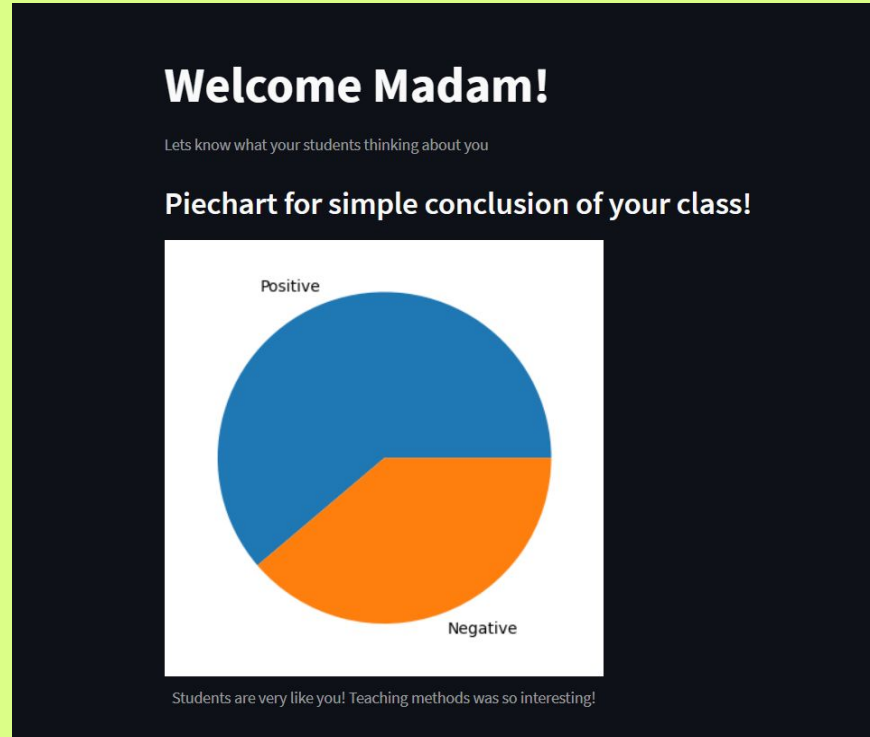 Welcome Madam!
Lets know what your students thinking about you
Piechart for simple conclusion of your class!
Positive
Negative
Students are very like you! Teaching methods was so interesting!